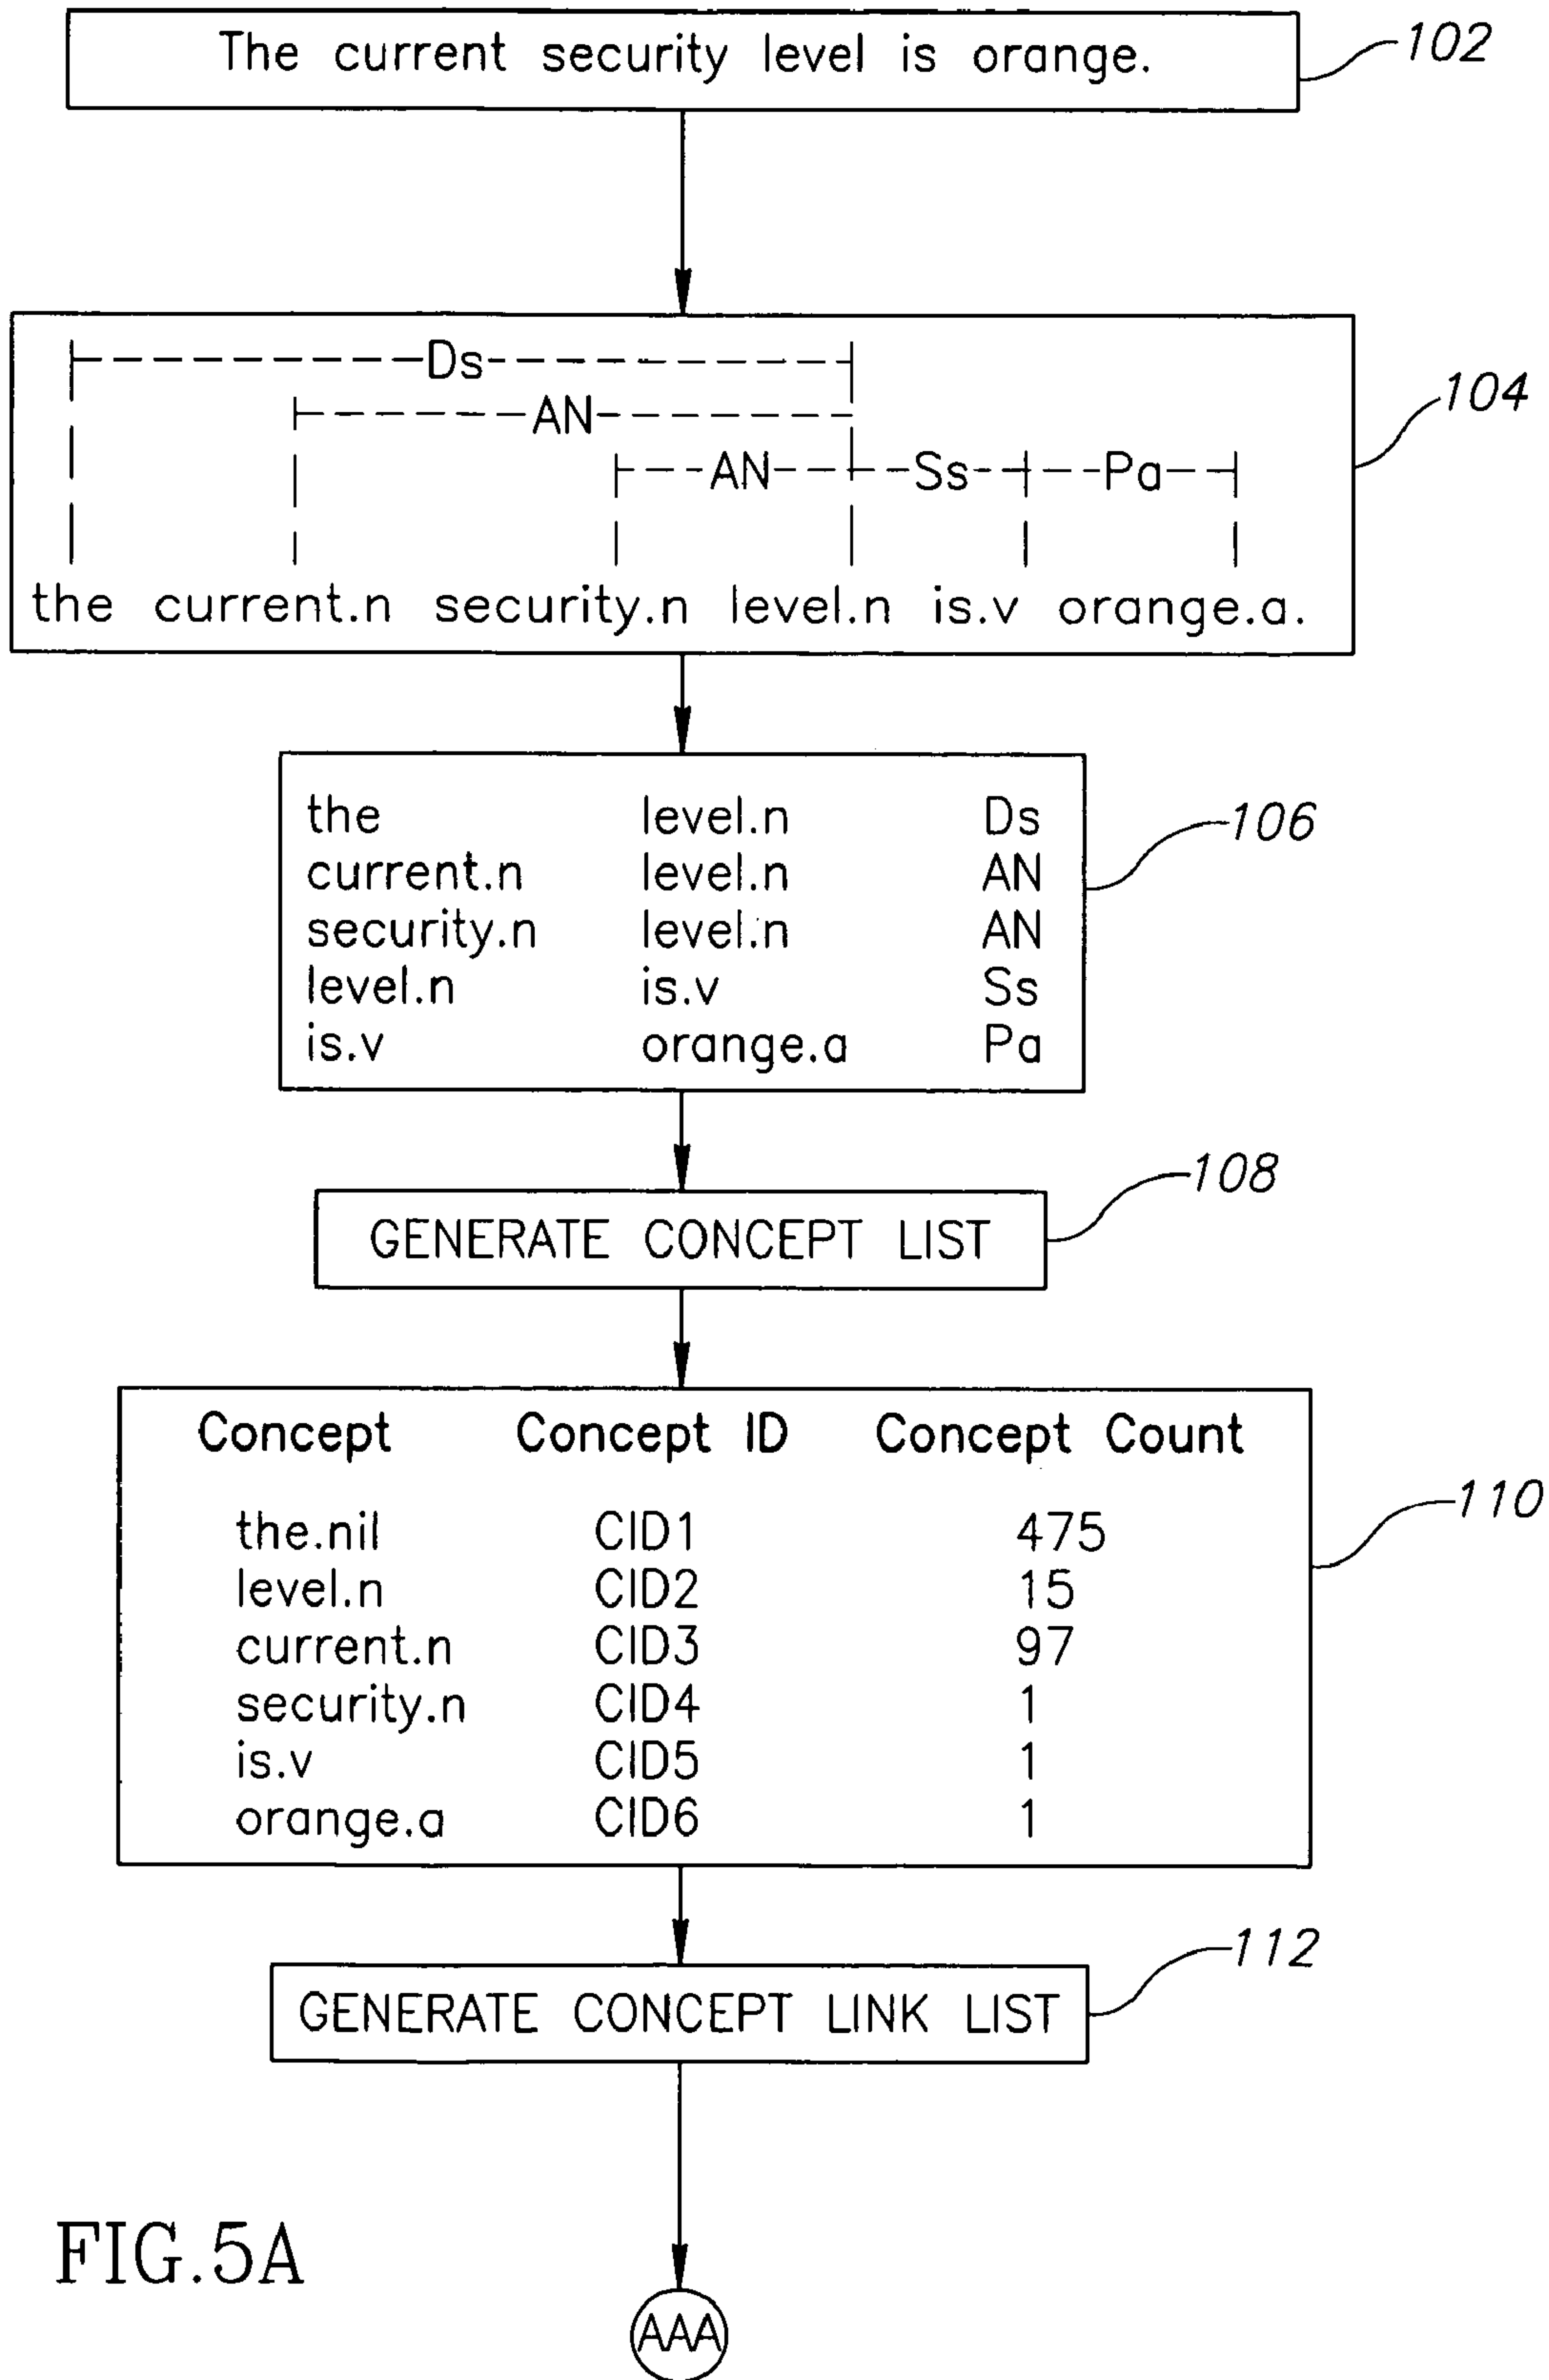 The current security level is orange.
102
Ds
AN
AN Ss Pa
104
the current.n security.n level.n is.v orange.a.
the level.n Ds
current.n level.n AN
security.n level.n AN
level.n is.v Ss
is.v orange.a Pa
106
108
GENERATE CONCEPT LIST
Concept Concept ID Concept Count
110
the.nil CID1 475
level.n CID2 15
current.n CID3 97
security.n CID4 1
is.v CID5 1
orange.a CID6 1
112
GENERATE CONCEPT LINK LIST
FIG.5A
AAA